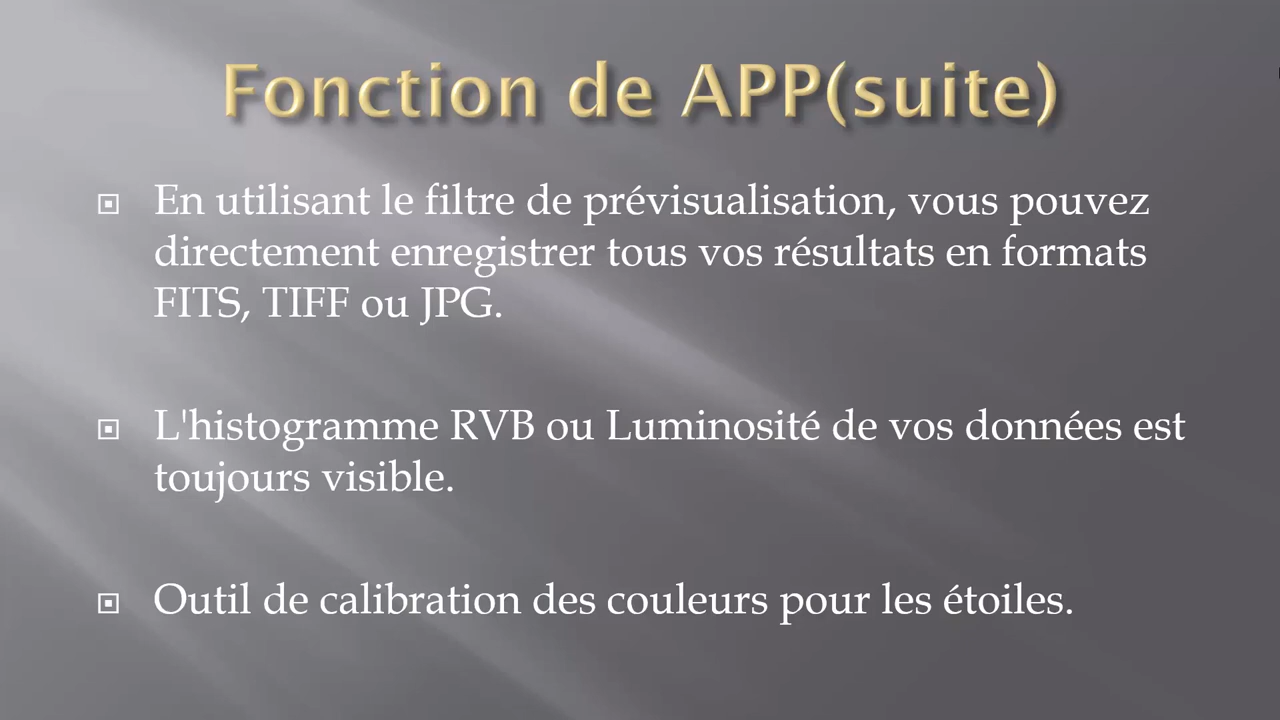 Fonction de APP(suite)
En utilisant le filtre de prévisualisation, vous pouvez
directement enregistrer tous vos résultats en formats
FITS, TIFF ou JPG.
L'histogramme RVB ou Luminosité de vos données est
toujours visible.
Outil de calibration des couleurs pour les étoiles.